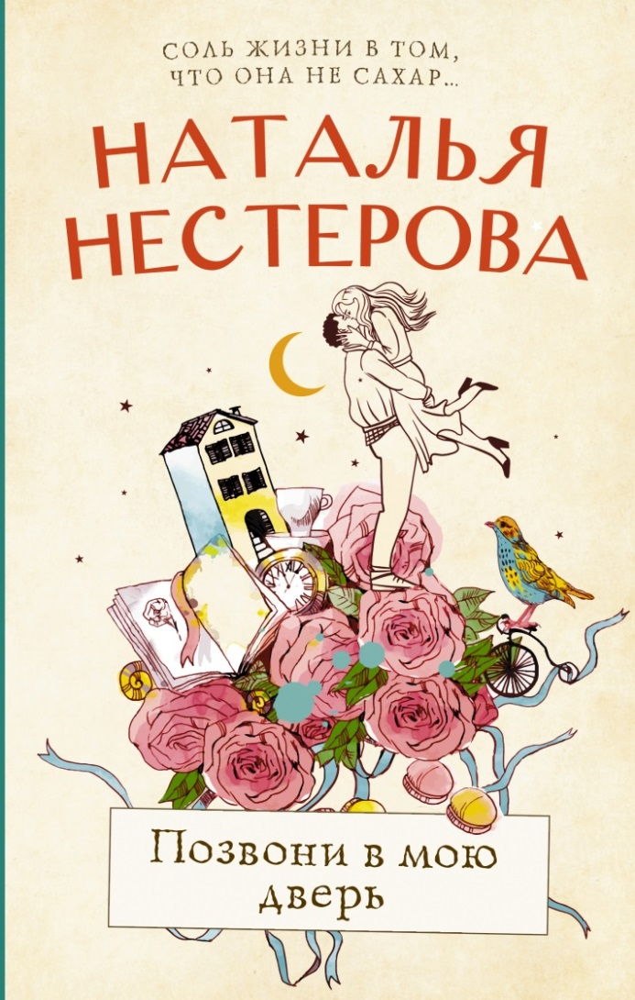 СОЛЬ ЖИЗНИ В ТОМ,
ЧТО ОНА НЕ САХАР...
НАТАЛЬЯ
НЕСТЕРОВА
Позвони в мою
дверь